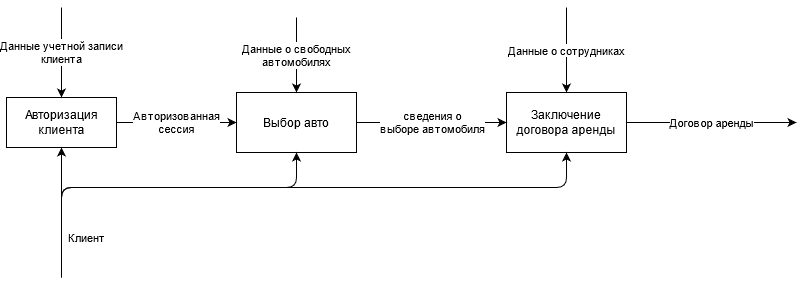 Данные учетной записи
клиента
Данные о свободных
автомобилях
Данные о сотрудниках
Авторизация
клиента
Авторизованная
сессия
Выбор авто
сведения о
выборе автомобиля
Заключение
договора аренды
Договор аренды
Клиент